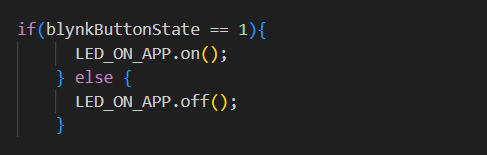 if(blynkButtonState == 1){
LED_ON_APP.on();
} else {
LED_ON_APP.off();
}